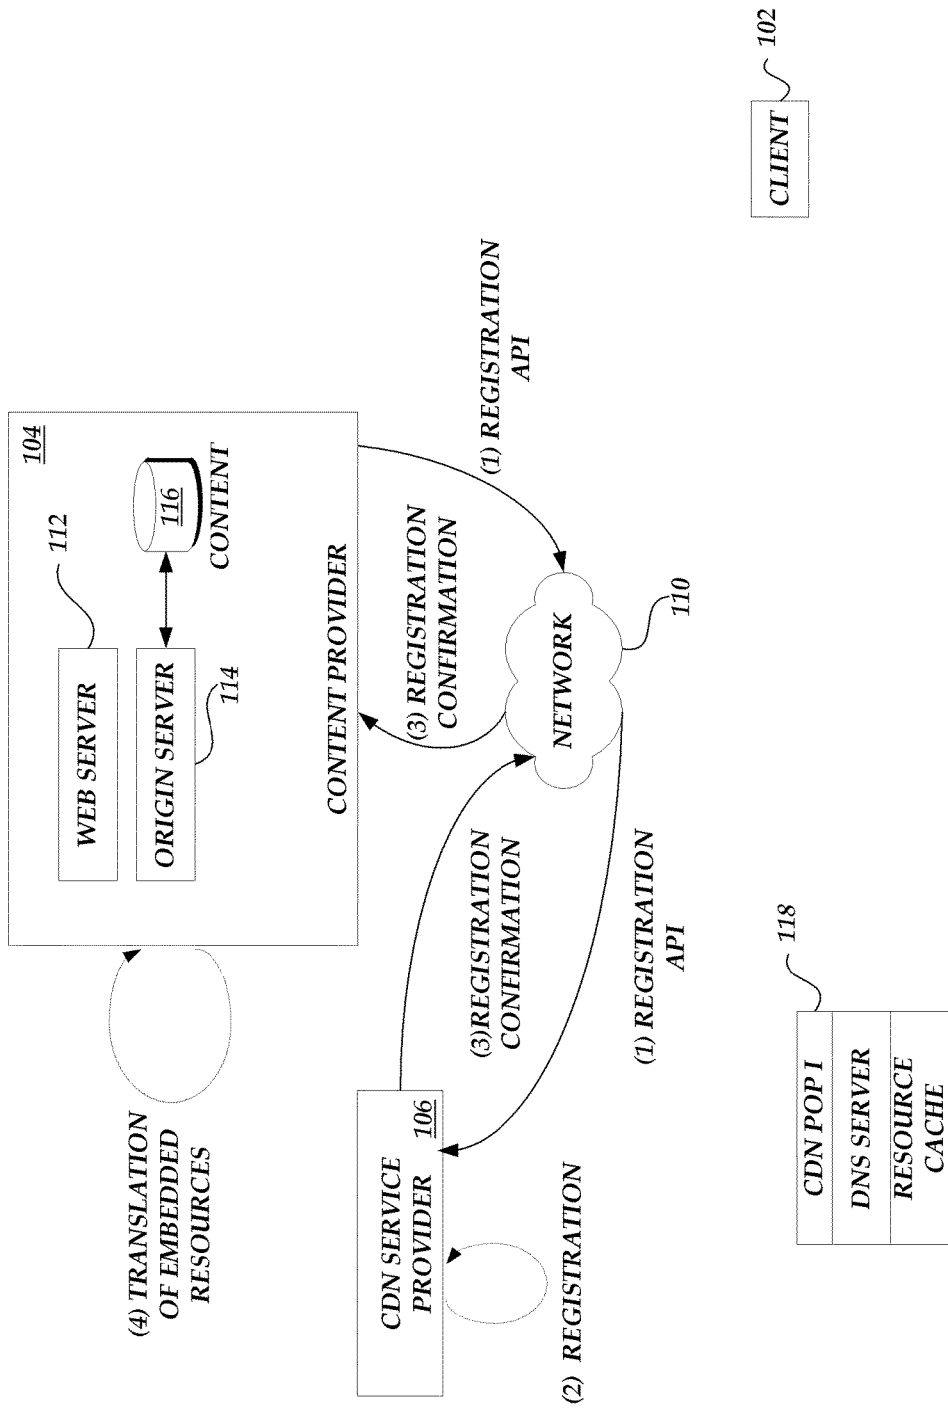 (4) TRANSLATION
OF EMBEDDED
RESOURCES
104
WEB SERVER
112
ORIGIN SERVER
114
116
CONTENT
CONTENT PROVIDER
CDN SERVICE
PROVIDER
106
(2) REGISTRATION
(3) REGISTRATION
CONFIRMATION
(1) REGISTRATION
API
(3)REGISTRATION
CONFIRMATION
NETWORK
110
(1) REGISTRATION
API
CDN POP I
DNS SERVER
RESOURCE
CACHE
118
CLIENT
102